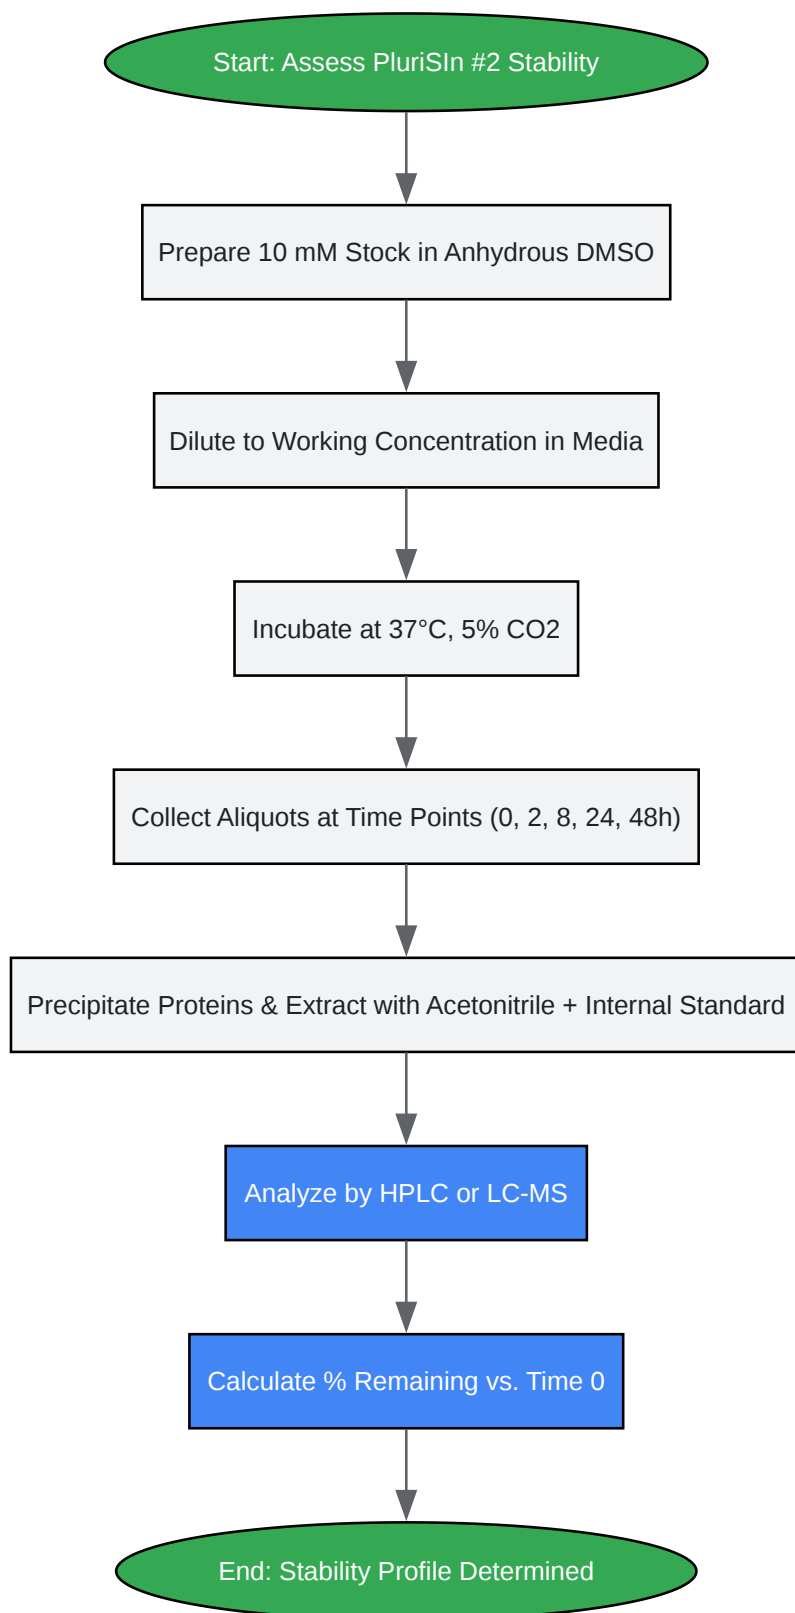 Start: Assess PluriSIn #2 Stability
Prepare 10 mM Stock in Anhydrous DMSO
Dilute to Working Concentration in Media
Incubate at 37°C, 5% CO2
Collect Aliquots at Time Points (0, 2, 8, 24, 48h)
Precipitate Proteins & Extract with Acetonitrile + Internal Standard
Analyze by HPLC or LC-MS
Calculate % Remaining vs. Time 0
End: Stability Profile Determined